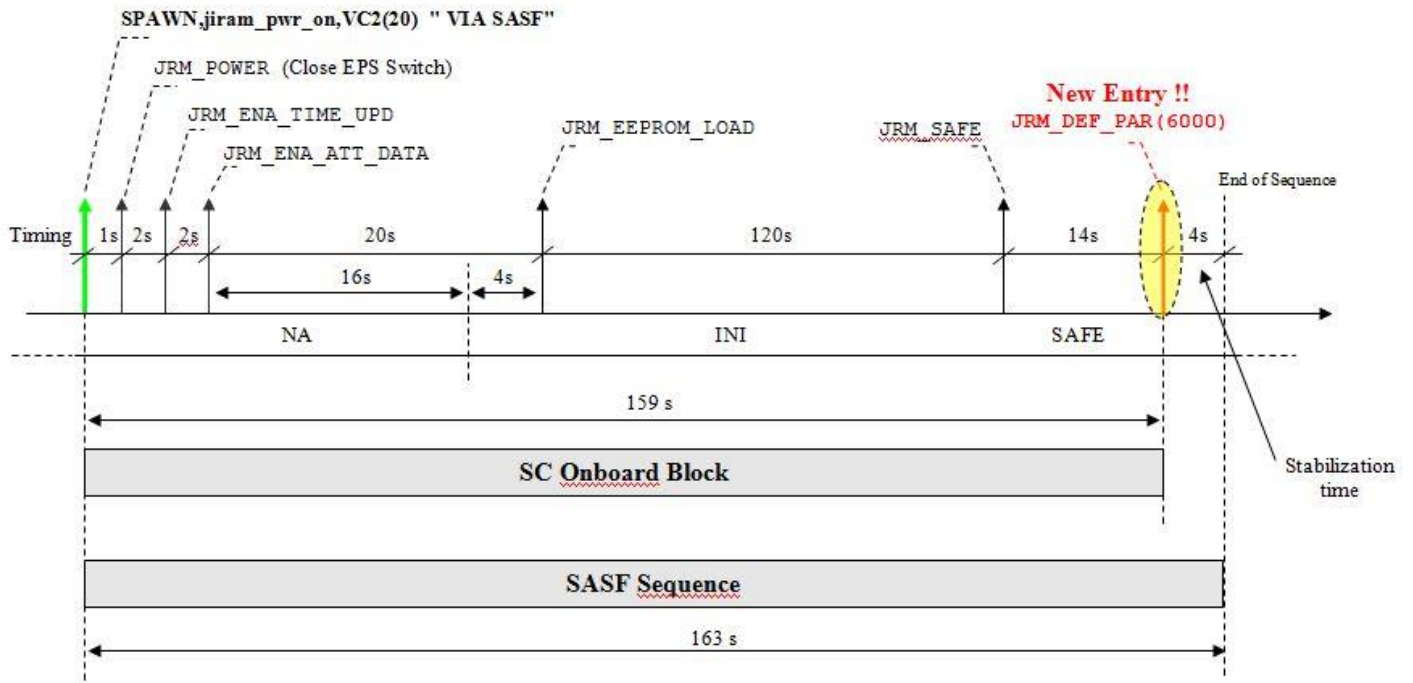 SPAWN,jiram_pwr_on,VC2(20) " VIA SASF"
JRM_POWER (Close EPS Switch)
New Entry !!
JRM_DEF_PAR(6000)
JRM_ENA_TIME_UPD
JRM_EEPROM_LOAD
JRM_SAFE
JRM_ENA_ATT_DATA
End of Sequence
Timing 1s 2s 2s 20s 120s 14s 4s
16s 4s
NA INI SAFE
159 s
SC Onboard Block
Stabilization
time
SASF Sequence
163 s